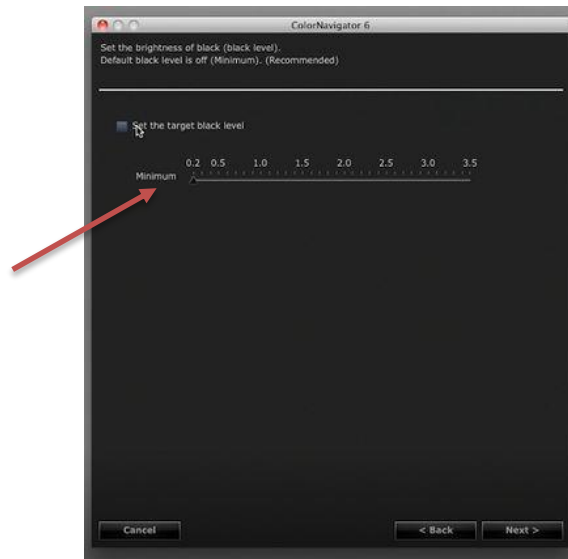 ColorNavigator 6
Set the brightness of black (black level).
Default black level is off (Minimum). (Recommended)
Set the target black level
0.2 0.5 1.0 1.5 2.0 2.5 3.0 3.5
Minimum
Cancel < Back Next >